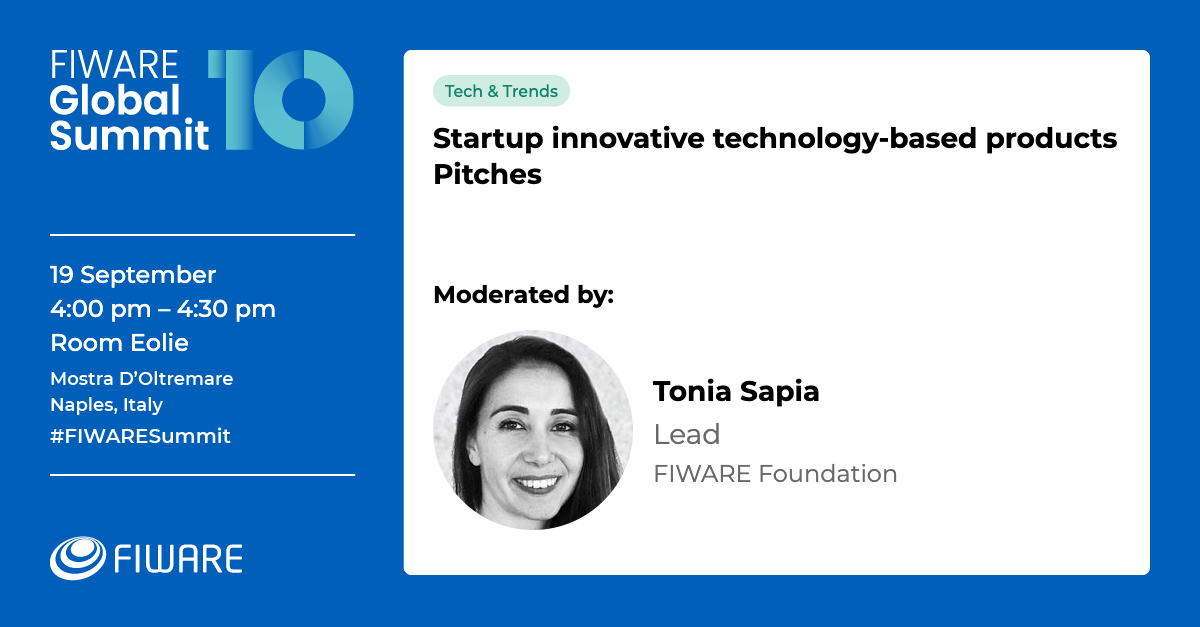 FIWARE
Global
Summit
10
19 September
4:00 pm – 4:30 pm
Room Eolie
Mostra D’Oltremare
Naples, Italy
#FIWARESummit
FIWARE
Tech & Trends
Startup innovative technology-based products
Pitches
Moderated by:
Tonia Sapia
Lead
FIWARE Foundation